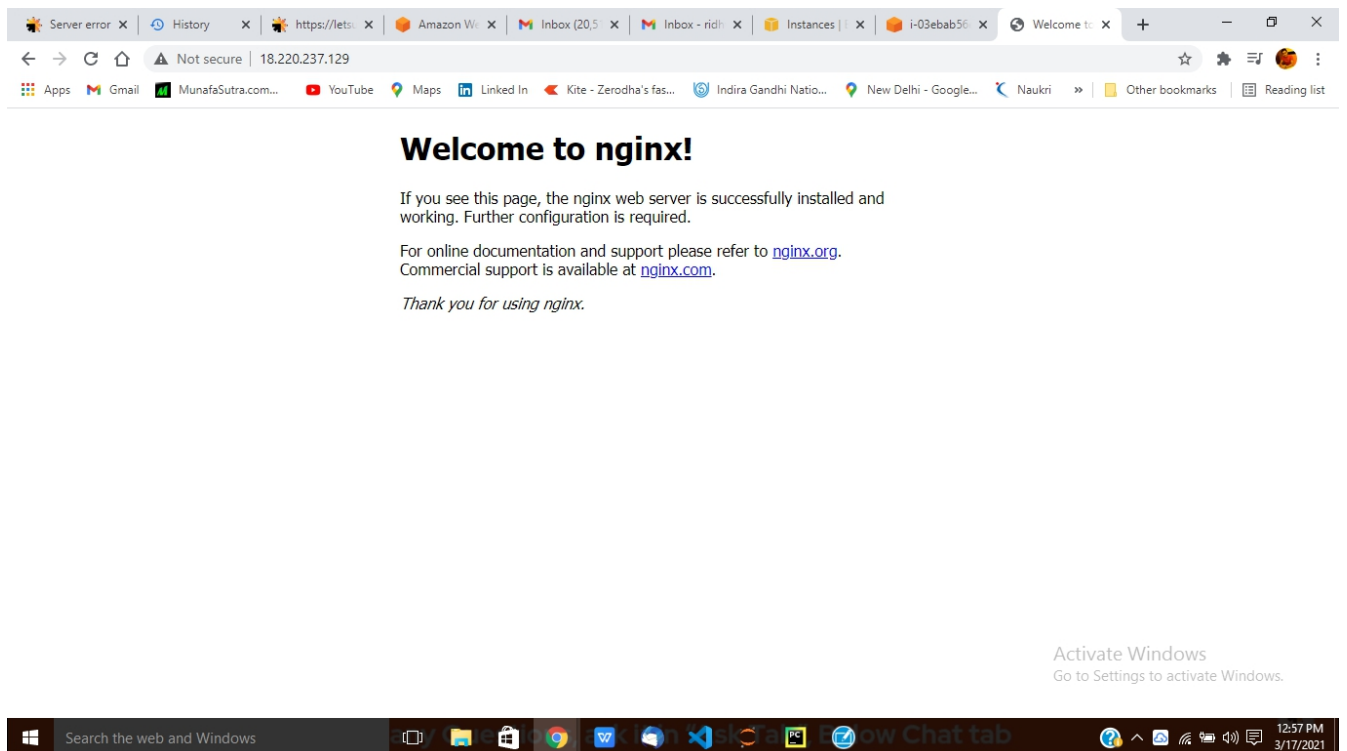 Server error
History
https://lets
Amazon We
Inbox (20,5
Inbox - ridh
Instances |
i-03ebab56
Welcome to
Not secure | 18.220.237.129
Apps
Gmail
MunafaSutra.com...
YouTube
Maps
Linked In
Kite - Zerodha's fas...
Indira Gandhi Natio...
New Delhi - Google...
Naukri
»
Other bookmarks
Reading list
Welcome to nginx!
If you see this page, the nginx web server is successfully installed and
working. Further configuration is required.
For online documentation and support please refer to nginx.org.
Commercial support is available at nginx.com.
Thank you for using nginx.
Activate Windows
Go to Settings to activate Windows.
Search the web and Windows
Chat tab
12:57 PM
3/17/2021